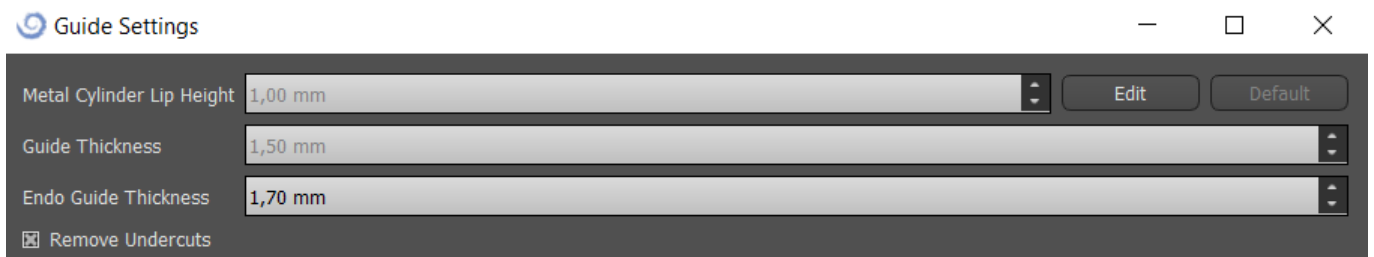 Guide Settings
Metal Cylinder Lip Height 1,00 mm Edit Default
Guide Thickness 1,50 mm
Endo Guide Thickness 1,70 mm
Remove Undercuts